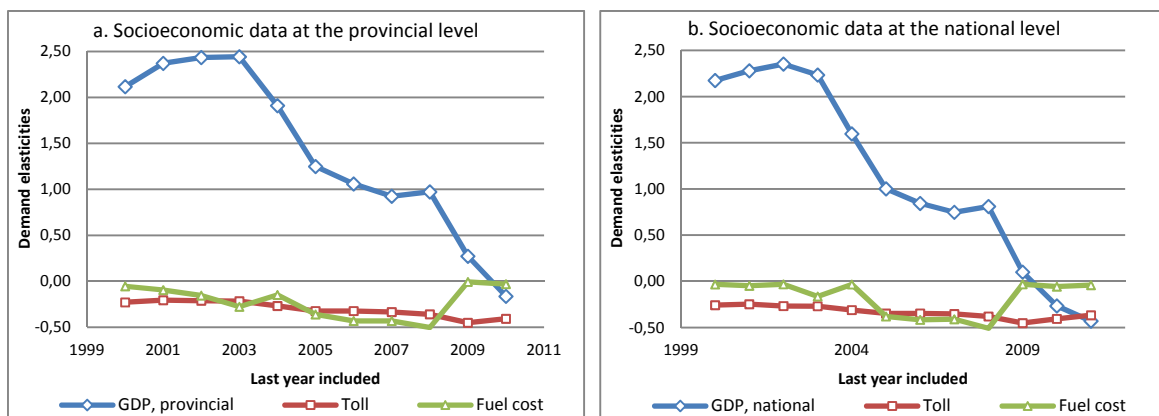 a. Socioeconomic data at the provincial level
2,50
2,00
1,50
1,00
0,50
0,00
-0,50
Demand elasticities
1999
2001
2003
2005
2007
2009
2011
Last year included
GDP, provincial
Toll
Fuel cost
b. Socioeconomic data at the national level
2,50
2,00
1,50
1,00
0,50
0,00
-0,50
Demand elasticities
1999
2004
2009
Last year included
GDP, national
Toll
Fuel cost